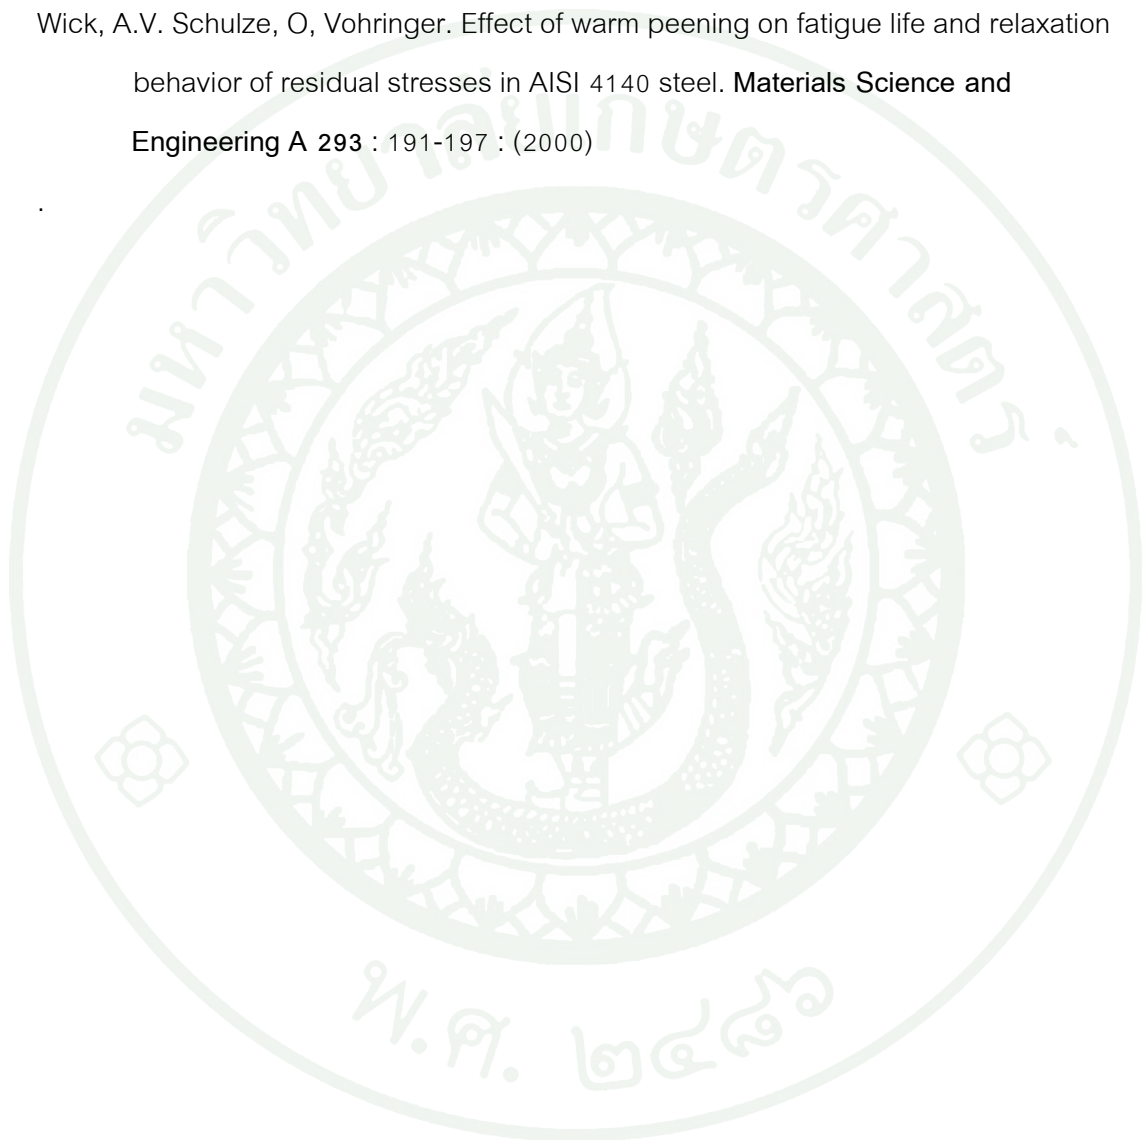 Wick, A.V. Schulze, O, Vohringer. Effect of warm peening on fatigue life and relaxation
behavior of residual stresses in AISI 4140 steel. Materials Science and
Engineering A 293 : 191-197 : (2000)
.
มหาวิทยาลัยเกษตรศาสตร์
พ.ศ. ๒๔๘๖